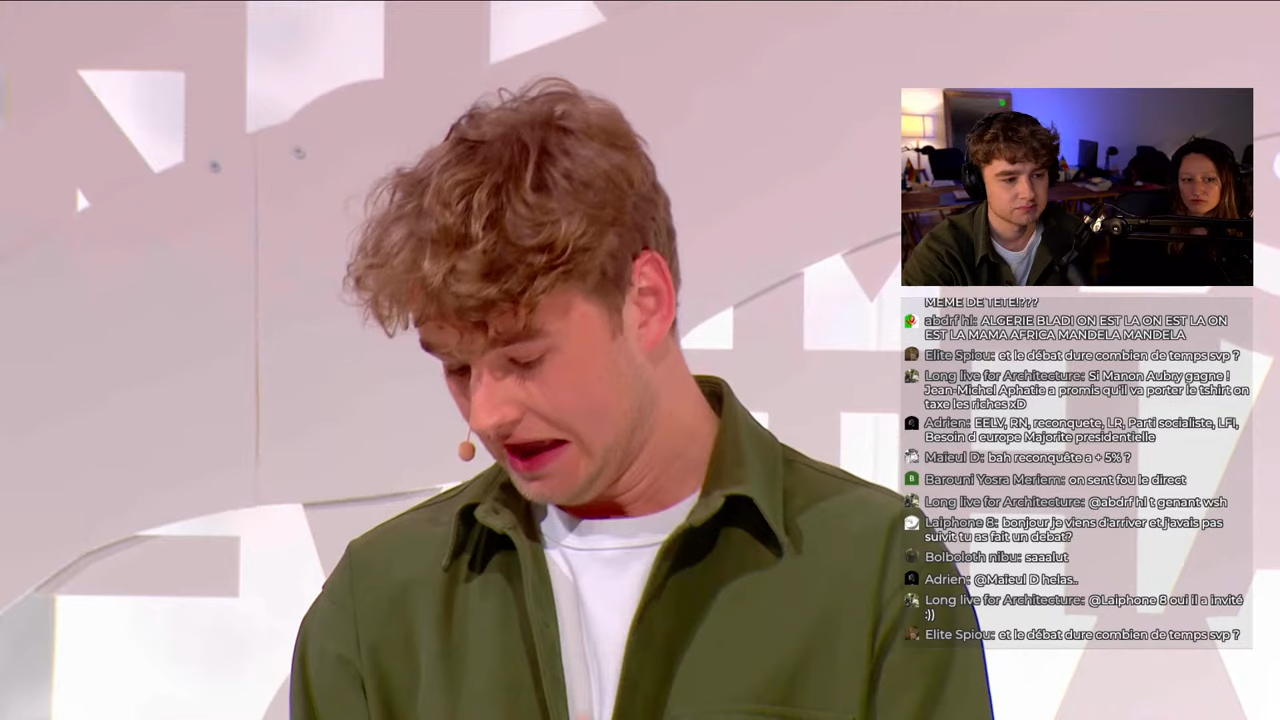 MEME DE TETE!???
abdrf hl: ALGERIE BLADI ON EST LA ON EST LA ON
EST LA MAMA AFRICA MANDELA MANDELA
Elite Spiou: et le débat dure combien de temps svp ?
Long live for Architecture: Si Manon Aubry gagne !
Jean-Michel Aphatie a promis qu'il va porter le tshirt on
taxe les riches xD
Adrien: EELV, RN, reconquete, LR, Parti socialiste, LFI,
Besoin d europe Majorite presidentielle
Maïeul D: bah reconquête a + 5% ?
B
Barouni Yosra Meriem: on sent fou le direct
Long live for Architecture: @abdrf hl t genant wsh
Laiphone 8: bonjour je viens d'arriver et j'avais pas
suivit tu as fait un debat?
Bolboloth nibu: saaalut
Adrien: @Maïeul D helas..
Long live for Architecture: @Laiphone 8 oui il a invité
:))
Elite Spiou: et le débat dure combien de temps svp ?